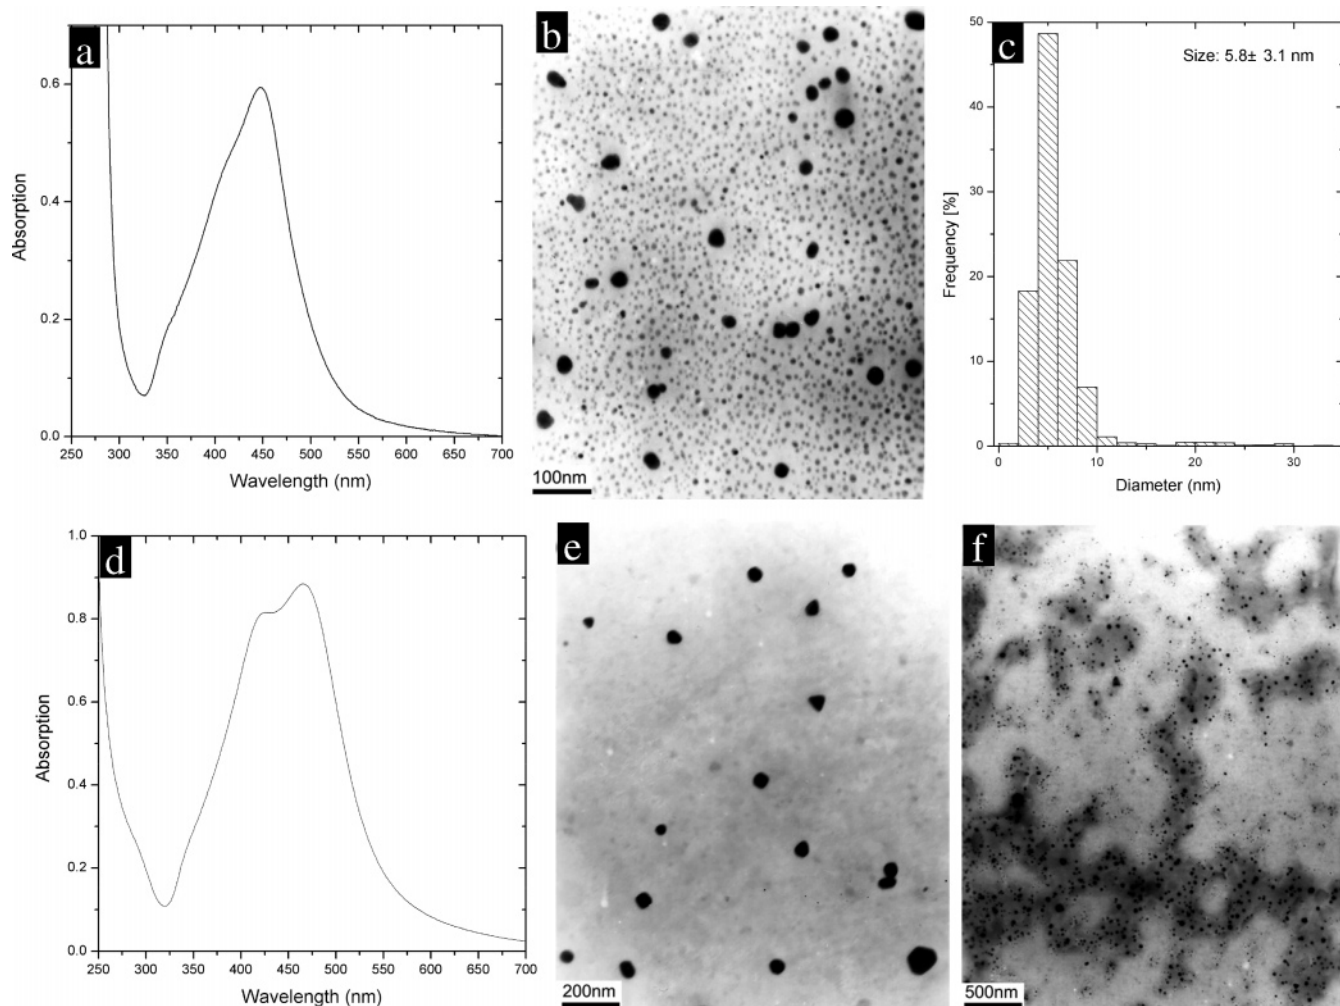 a
0.6
0.4
0.2
0.0
Absorption
250 300 350 400 450 500 550 600 650 700
Wavelength (nm)
b
100nm
c
Size: 5.8± 3.1 nm
50
40
30
20
10
0
Frequency [%]
0 10 20 30
Diameter (nm)
d
1.0
0.8
0.6
0.4
0.2
0.0
Absorption
250 300 350 400 450 500 550 600 650 700
Wavelength (nm)
e
200nm
f
500nm